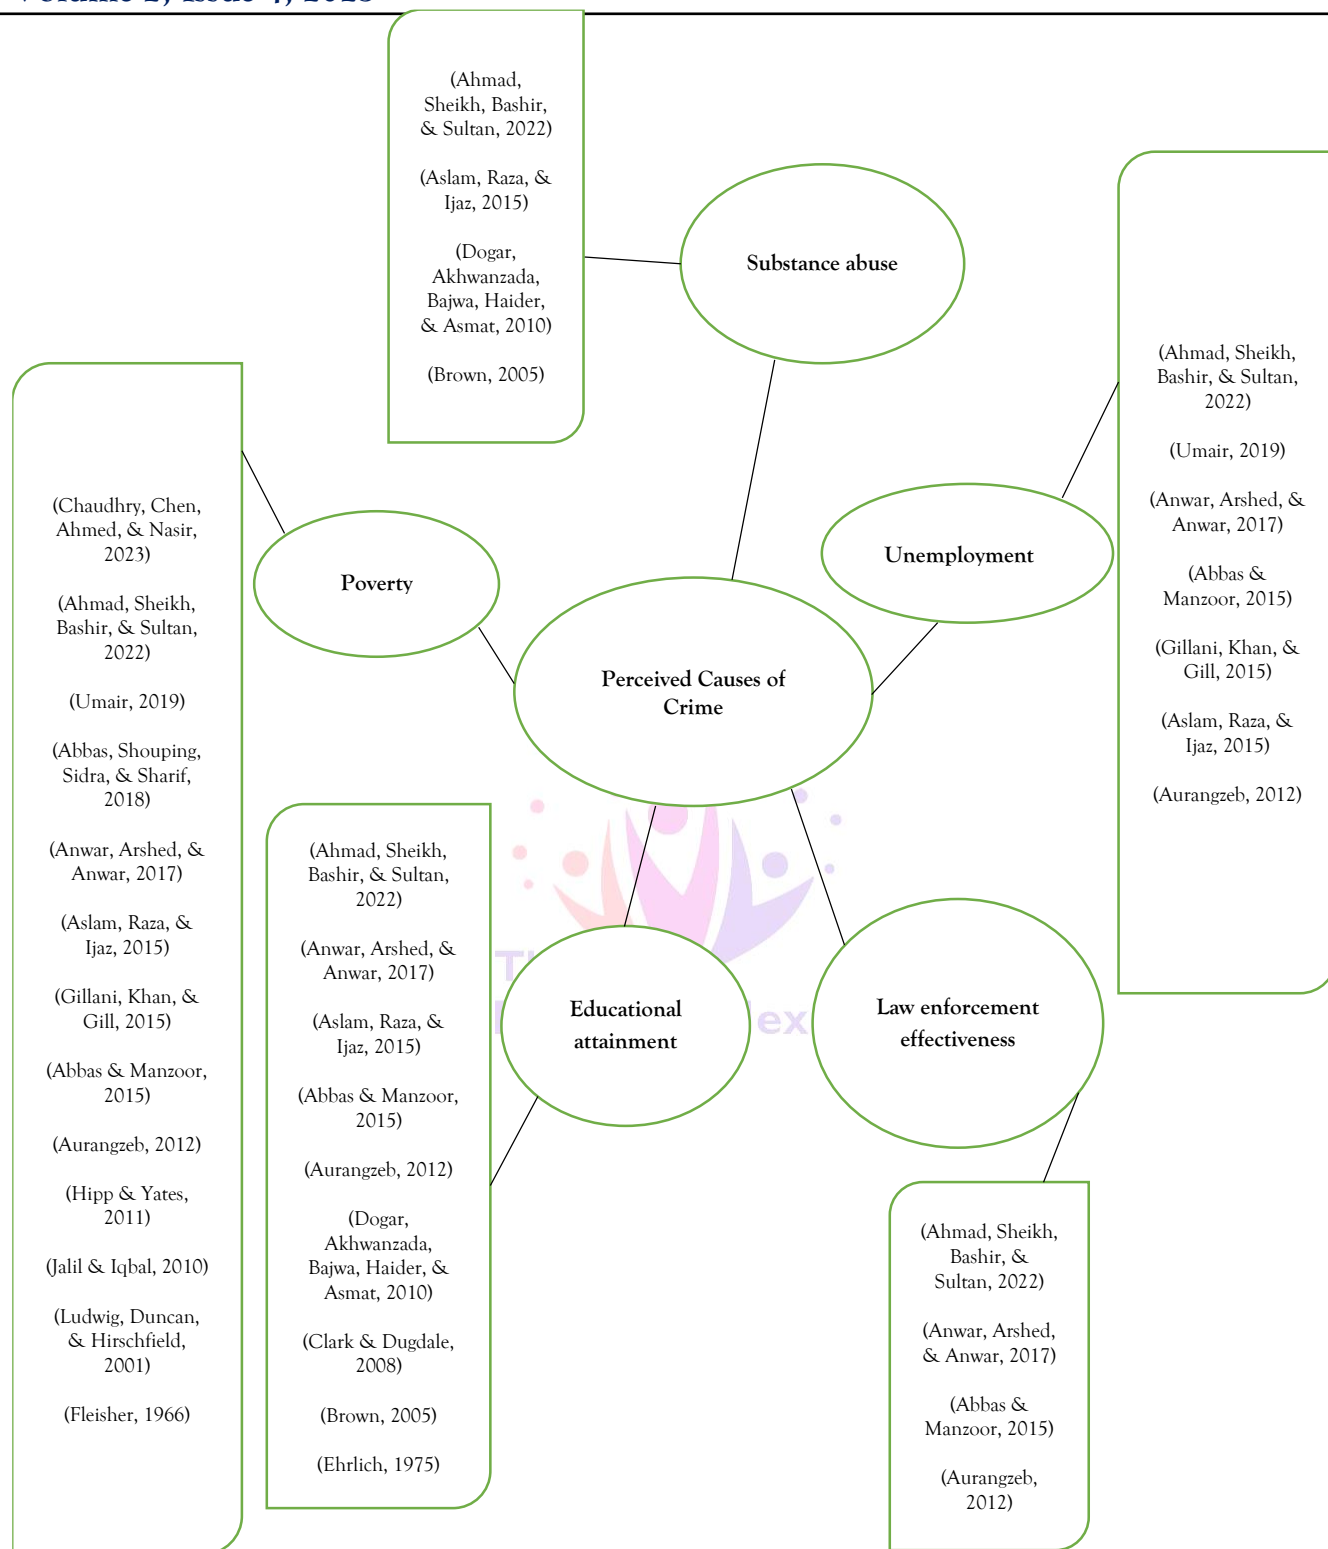 (Ahmad,
Sheikh, Bashir,
& Sultan, 2022)
(Aslam, Raza, &
Ijaz, 2015)
(Dogar,
Akhwanzada,
Bajwa, Haider,
& Asmat, 2010)
(Brown, 2005)
Substance abuse
(Ahmad, Sheikh,
Bashir, & Sultan,
2022)
(Umair, 2019)
(Anwar, Arshed, &
Anwar, 2017)
(Abbas &
Manzoor, 2015)
(Gillani, Khan, &
Gill, 2015)
(Aslam, Raza, &
Ijaz, 2015)
(Aurangzeb, 2012)
Unemployment
Poverty
(Chaudhry, Chen,
Ahmed, & Nasir,
2023)
(Ahmad, Sheikh,
Bashir, & Sultan,
2022)
(Umair, 2019)
(Abbas, Shouping,
Sidra, & Sharif,
2018)
(Anwar, Arshed, &
Anwar, 2017)
(Aslam, Raza, &
Ijaz, 2015)
(Gillani, Khan, &
Gill, 2015)
(Abbas & Manzoor,
2015)
(Aurangzeb, 2012)
(Hipp & Yates,
2011)
(Jalil & Iqbal, 2010)
(Ludwig, Duncan,
& Hirschfield,
2001)
(Fleisher, 1966)
Perceived Causes of
Crime
(Ahmad, Sheikh,
Bashir, & Sultan,
2022)
(Anwar, Arshed, &
Anwar, 2017)
(Aslam, Raza, &
Ijaz, 2015)
(Abbas & Manzoor,
2015)
(Aurangzeb, 2012)
(Dogar,
Akhwanzada,
Bajwa, Haider, &
Asmat, 2010)
(Clark & Dugdale,
2008)
(Brown, 2005)
(Ehrlich, 1975)
Educational
attainment
Law enforcement
effectiveness
(Ahmad, Sheikh,
Bashir, &
Sultan, 2022)
(Anwar, Arshed,
& Anwar, 2017)
(Abbas &
Manzoor, 2015)
(Aurangzeb,
2012)